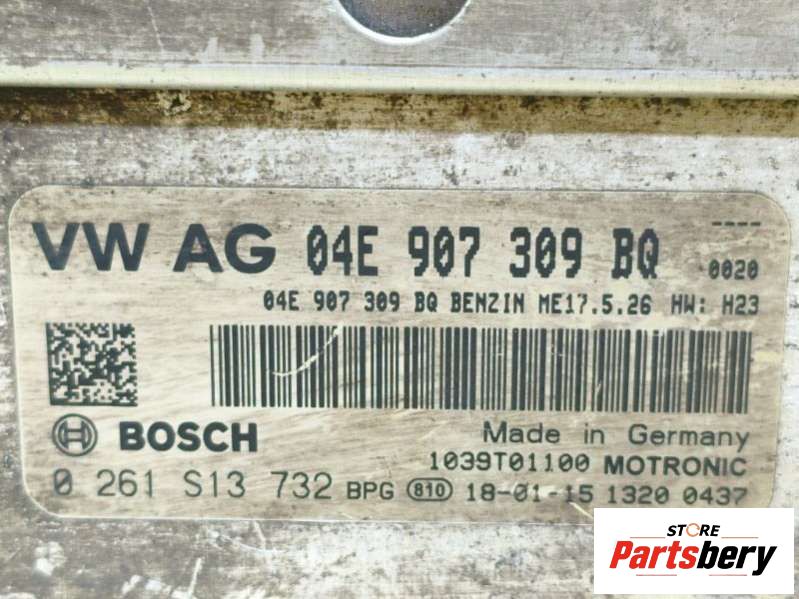 VW AG 04E 907 309 BQ ----
0020
04E 907 309 BQ BENZIN ME17.5.26 HW: H23
BOSCH
Made in Germany
1039T01100 MOTRONIC
0 261 S13 732 BPG 810 18-01-15 1320 0437
STORE
Partsbery